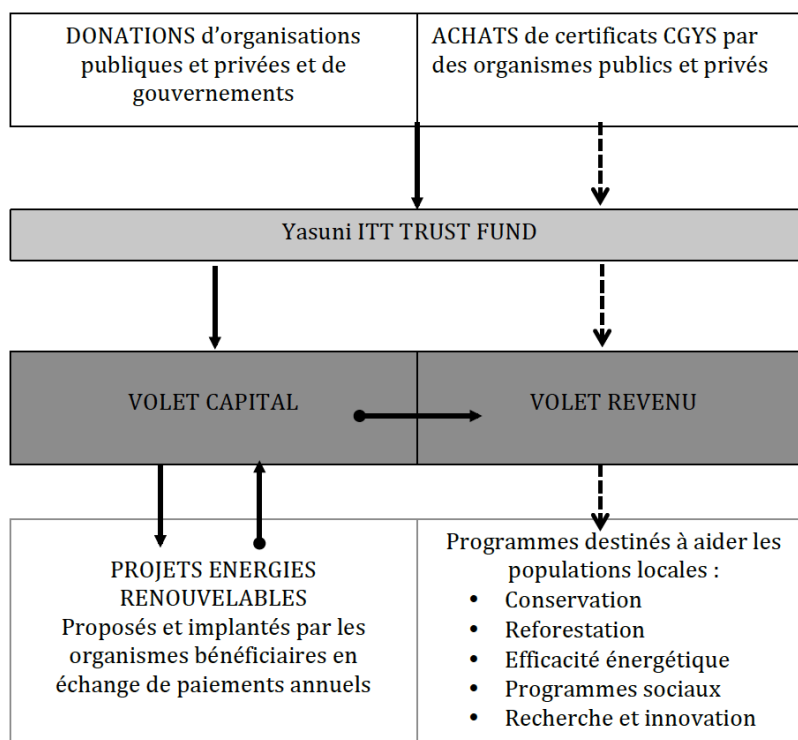 DONATIONS d’organisations
publiques et privées et de
gouvernements
ACHATS de certificats CGYS par
des organismes publics et privés
Yasuni ITT TRUST FUND
VOLET CAPITAL
VOLET REVENU
PROJETS ENERGIES
RENOUVELABLES
Proposés et implantés par les
organismes bénéficiaires en
échange de paiements annuels
Programmes destinés à aider les
populations locales :
• Conservation
• Reforestation
• Efficacité énergétique
• Programmes sociaux
• Recherche et innovation